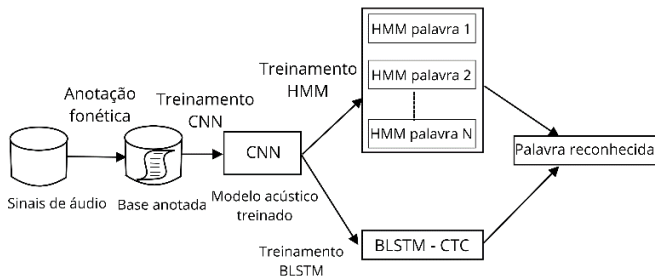 Sinais de áudio
Anotação
fonética
Base anotada
Treinamento
CNN
CNN
Modelo acústico
treinado
Treinamento
HMM
HMM palavra 1
HMM palavra 2
HMM palavra N
Treinamento
BLSTM
BLSTM - CTC
Palavra reconhecida